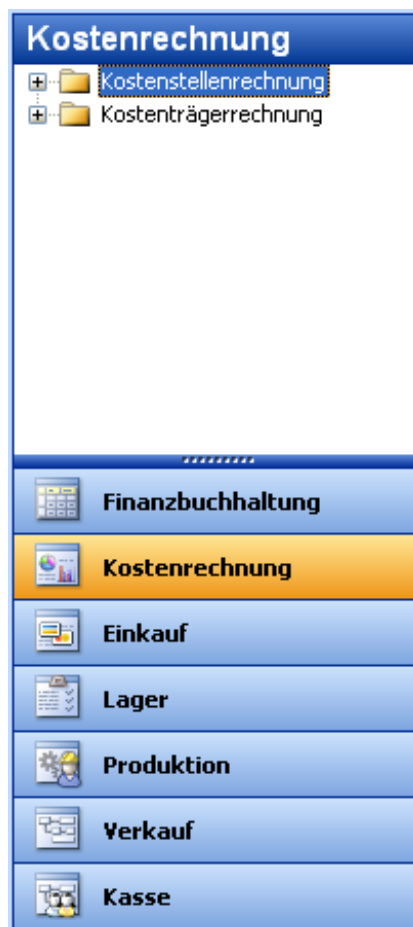 Kostenrechnung
Kostenstellenrechnung
Kostenträgerrechnung
Finanzbuchhaltung
Kostenrechnung
Einkauf
Lager
Produktion
Verkauf
Kasse